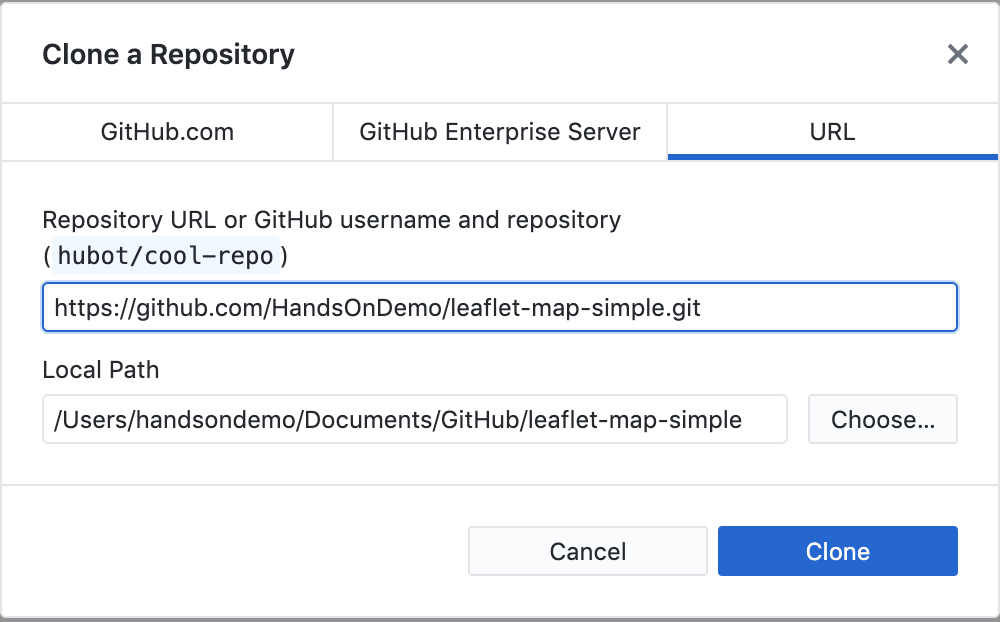 Clone a Repository
GitHub.com
GitHub Enterprise Server
URL
Repository URL or GitHub username and repository
(hubot/cool-repo)
https://github.com/HandsOnDemo/leaflet-map-simple.git
Local Path
/Users/handsondemo/Documents/GitHub/leaflet-map-simple
Choose...
Cancel
Clone